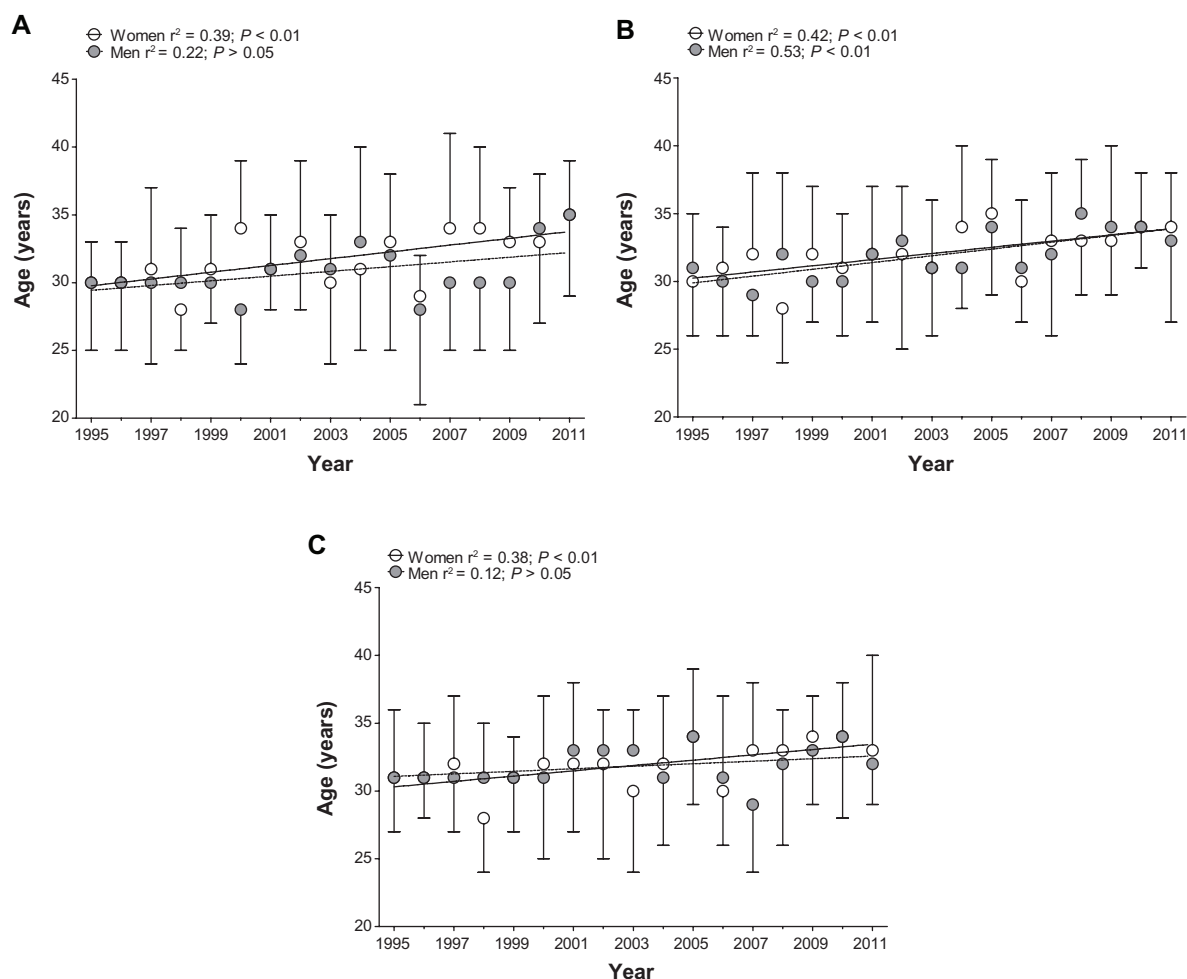 A
Women r² = 0.39; P < 0.01
Men r² = 0.22; P > 0.05
45
40
35
30
25
20
Age (years)
1995 1997 1999 2001 2003 2005 2007 2009 2011
Year
B
Women r² = 0.42; P < 0.01
Men r² = 0.53; P < 0.01
45
40
35
30
25
20
Age (years)
1995 1997 1999 2001 2003 2005 2007 2009 2011
Year
C
Women r² = 0.38; P < 0.01
Men r² = 0.12; P > 0.05
45
40
35
30
25
20
Age (years)
1995 1997 1999 2001 2003 2005 2007 2009 2011
Year